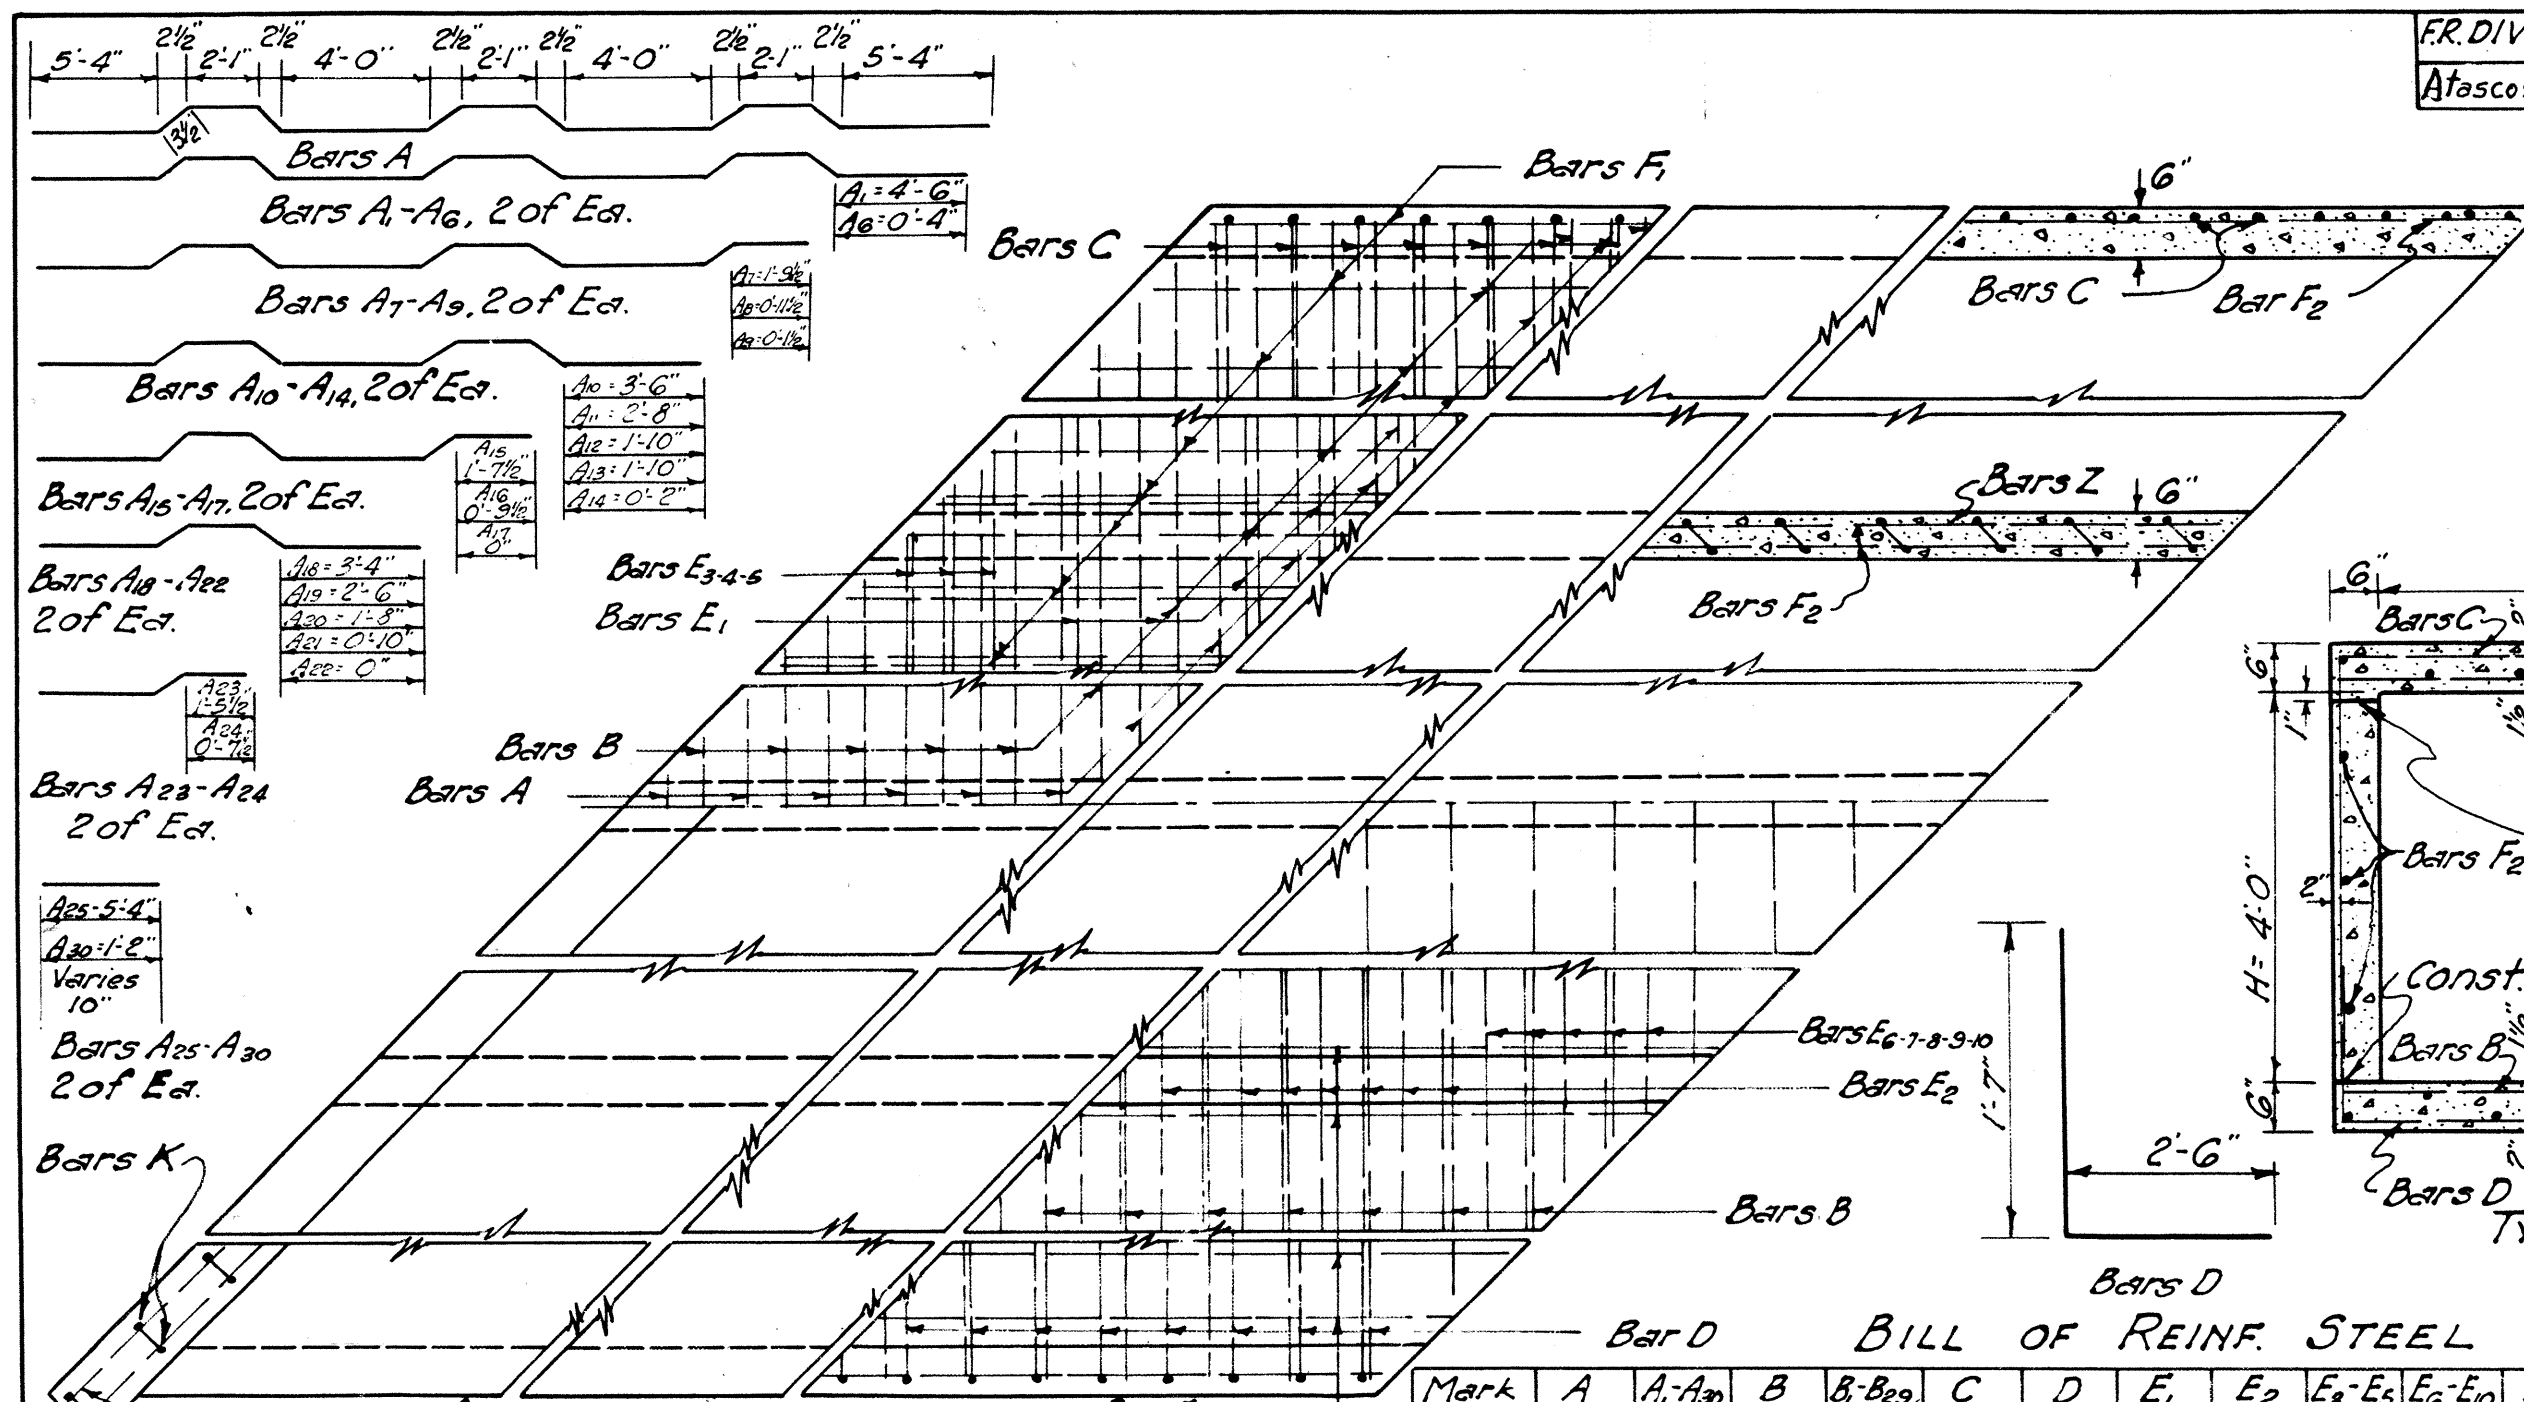 5'-4" 2½" 2'-1" 2½" 4'-0" 2½" 2'-1" 2½" 4'-0" 2½" 2'-1" 2½" 5'-4"
3½"
Bars A
Bars A1-A6, 2 of Ea.
A1 = 4'-6"
A6 = 0'-4"
Bars A7-A9, 2 of Ea.
A7=1'-9½"
A8=0'-11½"
A9=0'-1½"
Bars A10-A14, 2 of Ea.
A10 = 3'-6"
A11 = 2'-8"
A12 = 1'-10"
A13 = 1'-10"
A14 = 0'-2"
Bars A15-A17, 2 of Ea.
A15
1'-7½"
A16
0'-9½"
A17
0"
Bars A18-A22
2 of Ea.
A18 = 3'-4"
A19 = 2'-6"
A20 = 1'-8"
A21 = 0'-10"
A22 = 0"
A23
1'-5½"
A24
0'-7½"
Bars A23-A24
2 of Ea.
A25-5'-4"
A30=1'-2"
Varies
10"
Bars A25-A30
2 of Ea.
Bars K
Bars F1
Bars C
Bars E3-4-5
Bars E1
Bars B
Bars A
6"
Bars C
Bar F2
Bars Z
6"
Bars F2
Bars E6-7-8-9-10
Bars E2
Bars B
Bar D
F.R. DIV
Atasco
6"
Bars C
2"
6"
1"
1½"
H = 4'-0"
Bars F2
2"
Const.
Bars B
1½"
6"
2"
Bars D
1'-7"
2'-6"
Bars D
BILL OF REINF. STEEL
Mark A A1-A30 B B1-B29 C D E1 E2 E3-E5 E6-E10